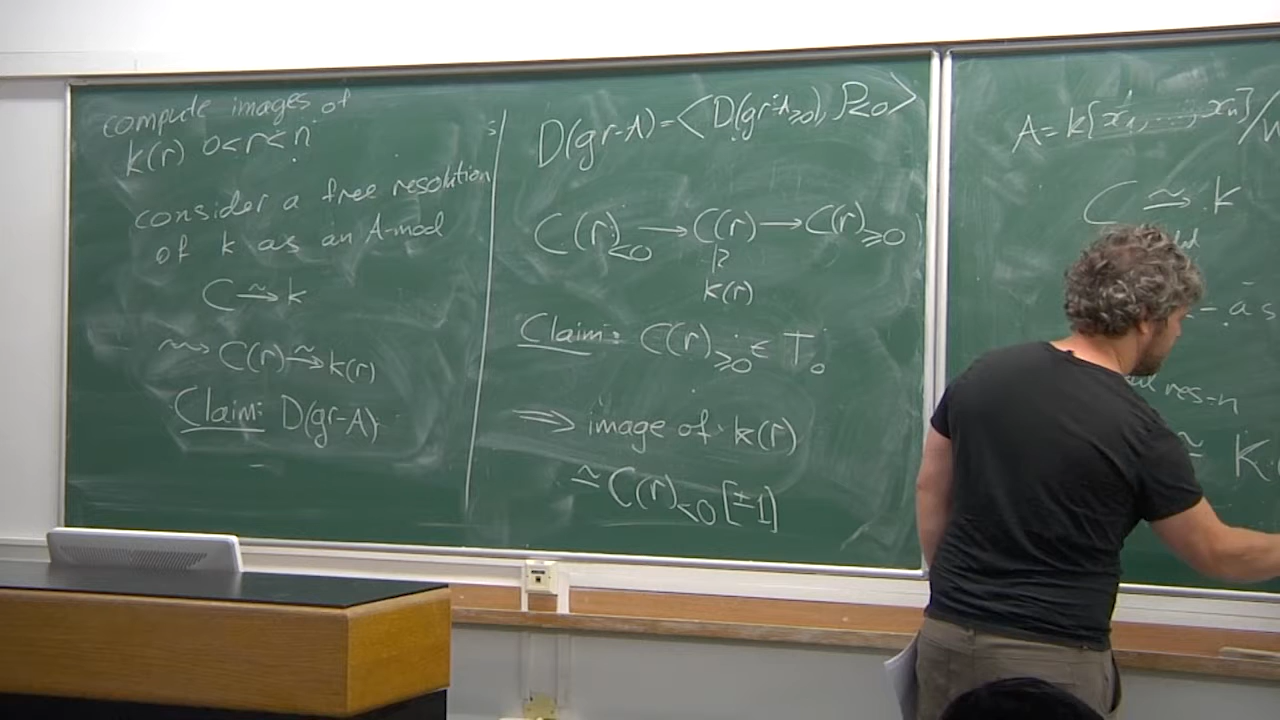 compute images of
k(r) 0<r<n
consider a free resolution
of k as an A-mod
C ⥲ k
⇝ C(r) ⥲ k(r)
Claim: D(gr-A)
D(gr-A)=<D(gr-A≥0), P<0>
C(r)<0 → C(r) → C(r)≥0
k(r)
Claim: C(r)≥0 ∈ T0
⇒ image of k(r)
≅ C(r)<0 [±1]
A = k[x1, ..., xn]/
C ⥲ k
res=n
≅ K